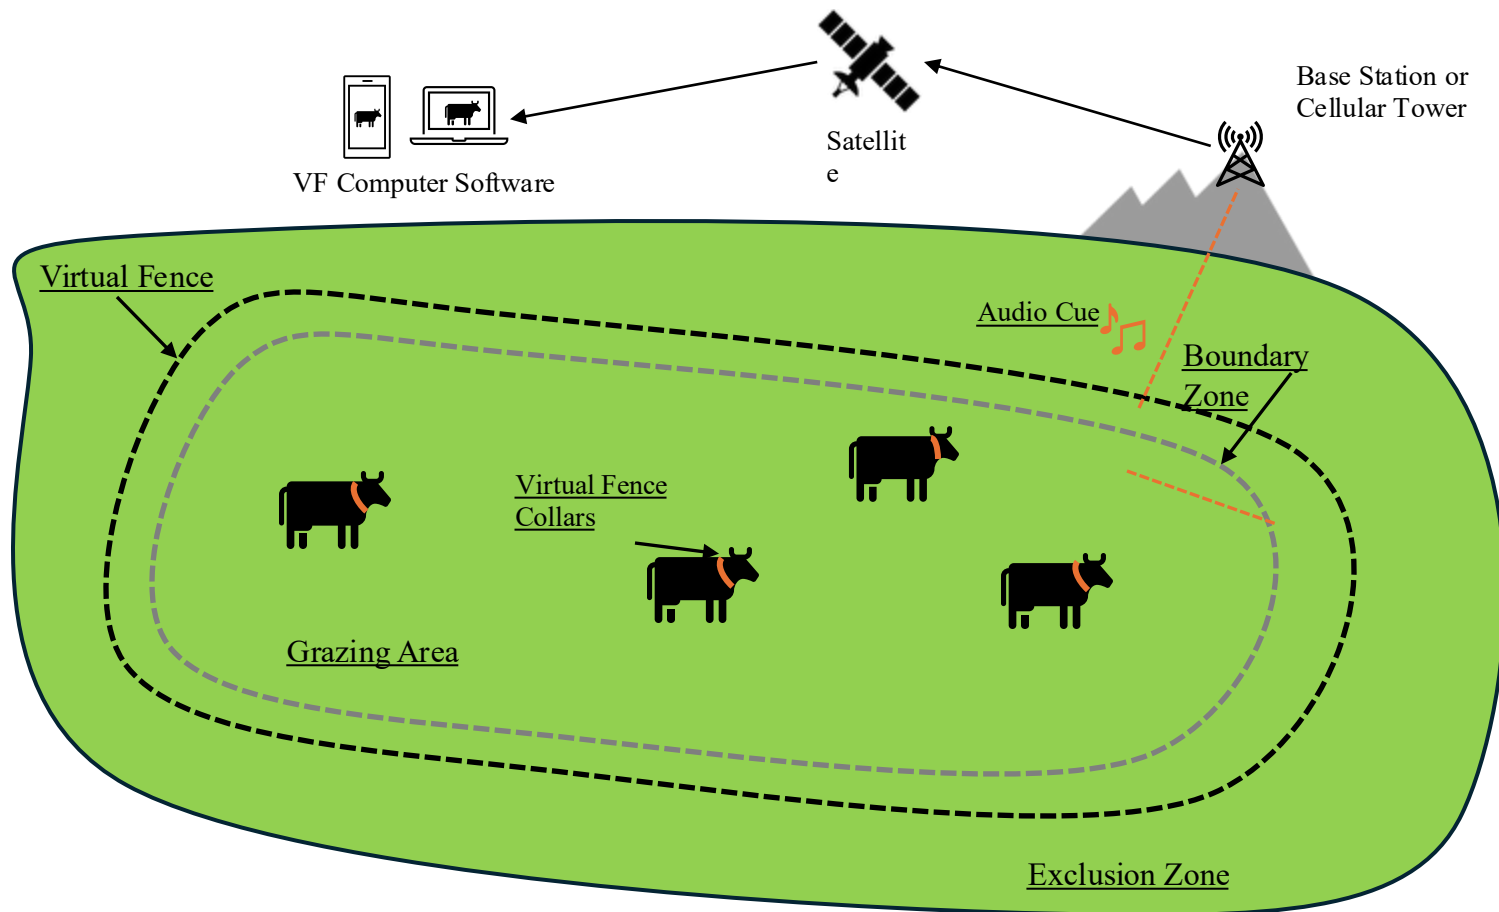 Base Station or
Cellular Tower
Satellit
e
VF Computer Software
Virtual Fence
Audio Cue
Boundary
Zone
Virtual Fence
Collars
Grazing Area
Exclusion Zone